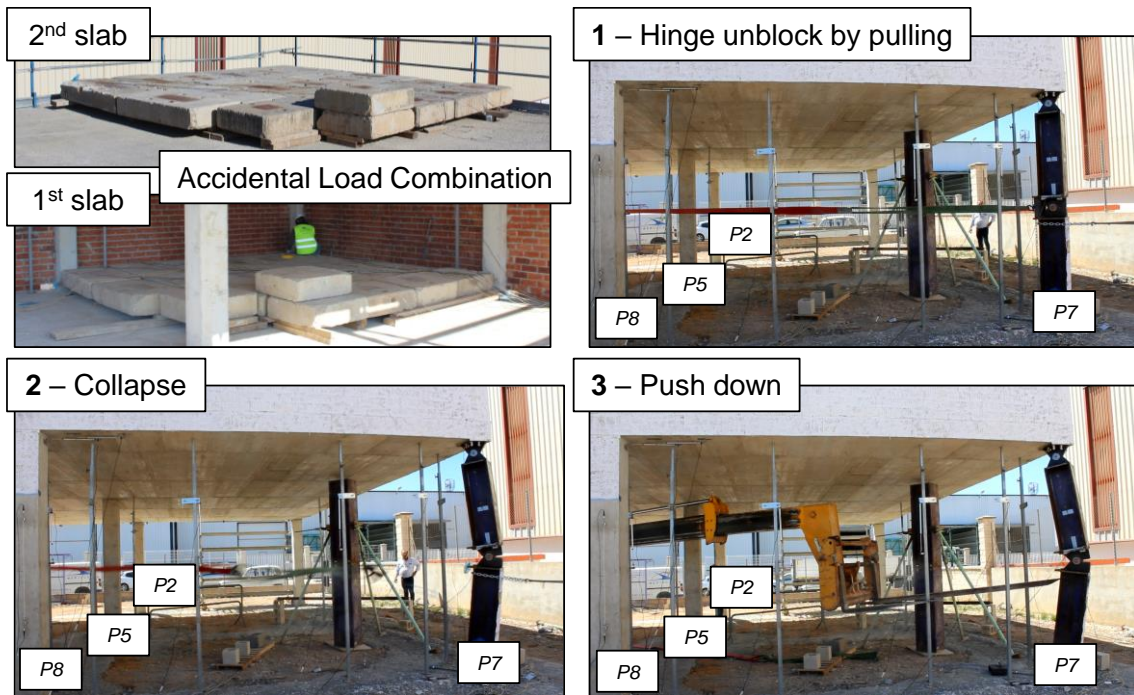 2nd slab
1st slab
Accidental Load Combination
1 – Hinge unblock by pulling
P2
P5
P8
P7
2 – Collapse
P2
P5
P8
P7
3 – Push down
P2
P5
P8
P7